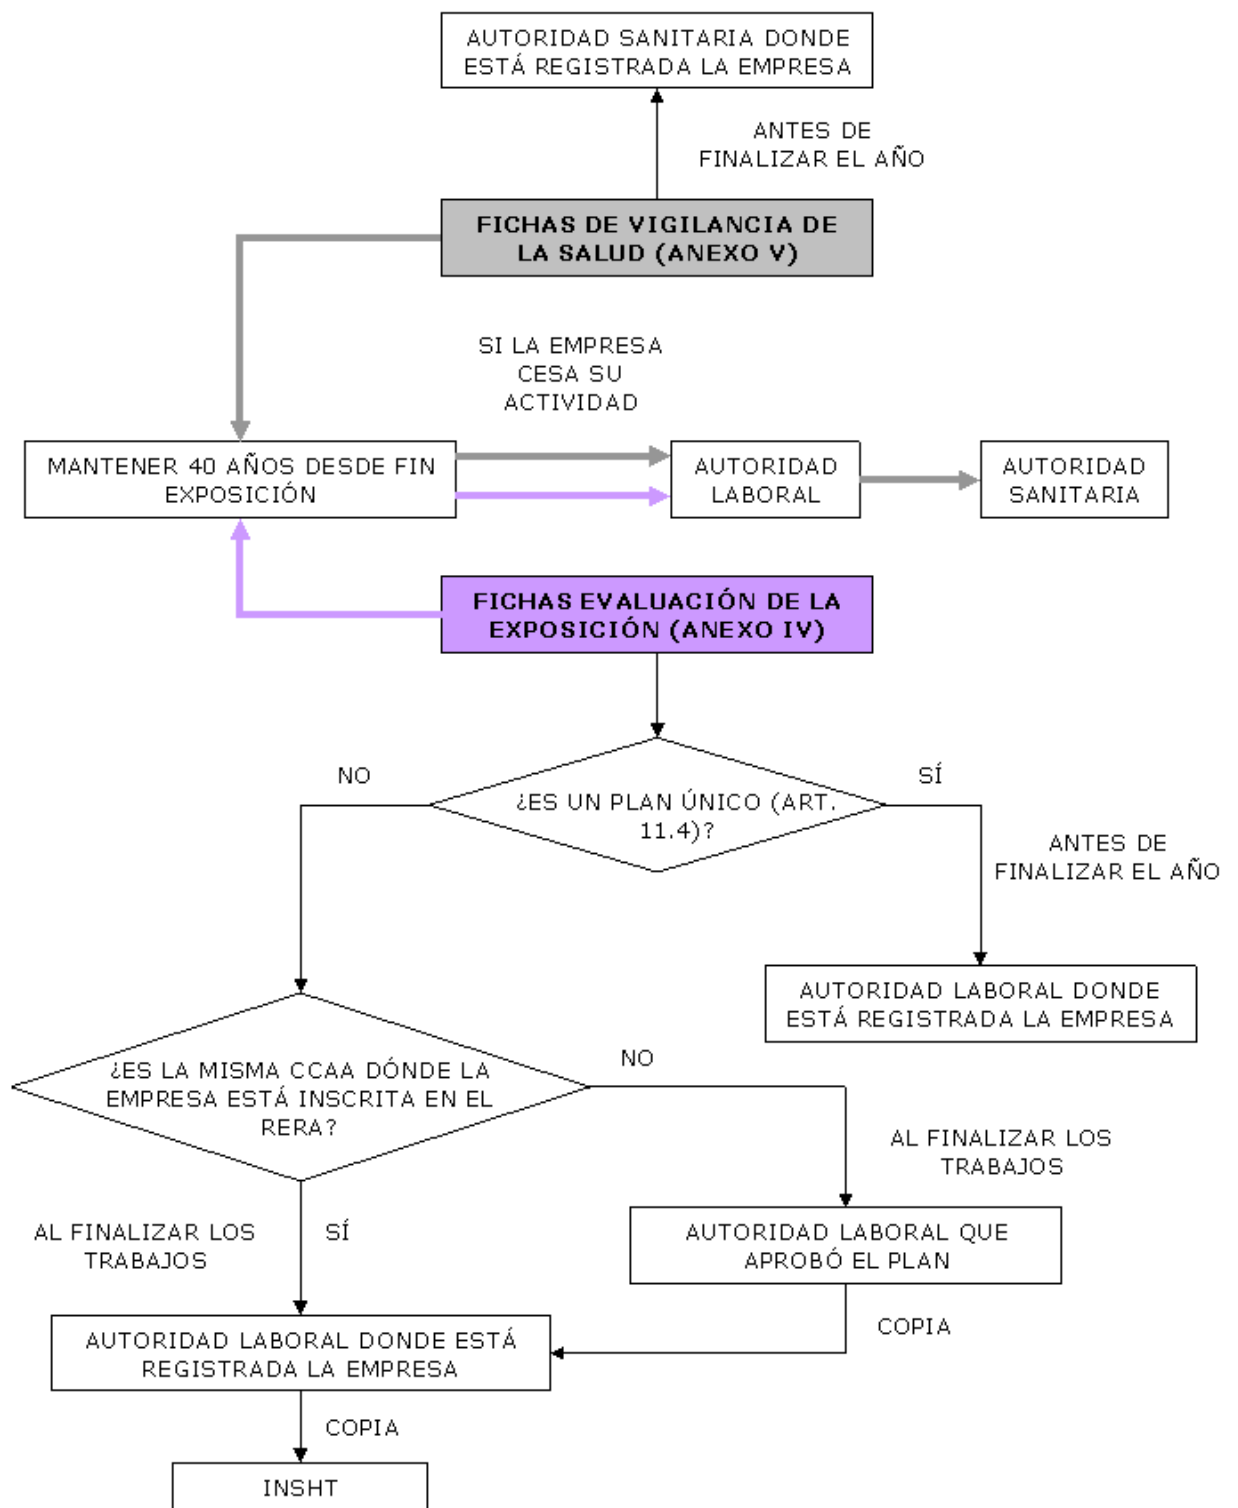 AUTORIDAD SANITARIA DONDE
ESTÁ REGISTRADA LA EMPRESA
ANTES DE
FINALIZAR EL AÑO
FICHAS DE VIGILANCIA DE
LA SALUD (ANEXO V)
SI LA EMPRESA
CESA SU
ACTIVIDAD
MANTENER 40 AÑOS DESDE FIN
EXPOSICIÓN
AUTORIDAD
LABORAL
AUTORIDAD
SANITARIA
FICHAS EVALUACIÓN DE LA
EXPOSICIÓN (ANEXO IV)
NO
SÍ
¿ES UN PLAN ÚNICO (ART.
11.4)?
ANTES DE
FINALIZAR EL AÑO
AUTORIDAD LABORAL DONDE
ESTÁ REGISTRADA LA EMPRESA
¿ES LA MISMA CCAA DÓNDE LA
EMPRESA ESTÁ INSCRITA EN EL
RERA?
NO
AL FINALIZAR LOS
TRABAJOS
AL FINALIZAR LOS
TRABAJOS
SÍ
AUTORIDAD LABORAL QUE
APROBÓ EL PLAN
COPIA
AUTORIDAD LABORAL DONDE ESTÁ
REGISTRADA LA EMPRESA
COPIA
INSHT